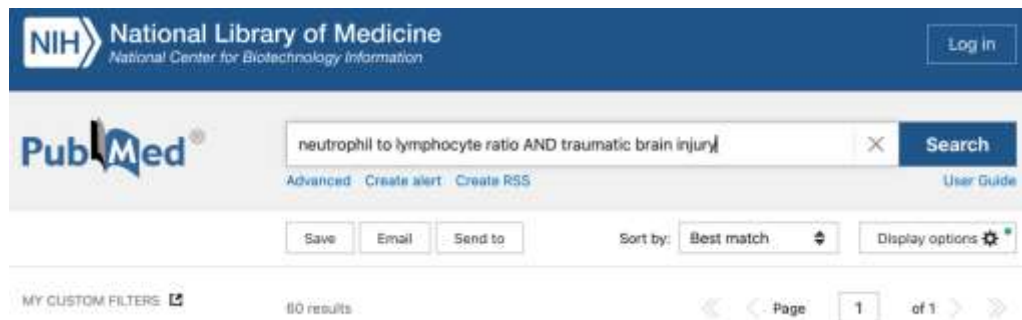 NIH National Library of Medicine
National Center for Biotechnology Information
Log in
PubMed®
neutrophil to lymphocyte ratio AND traumatic brain injury
Search
Advanced Create alert Create RSS
User Guide
Save Email Send to Sort by: Best match Display options
MY CUSTOM FILTERS
60 results
Page 1 of 1